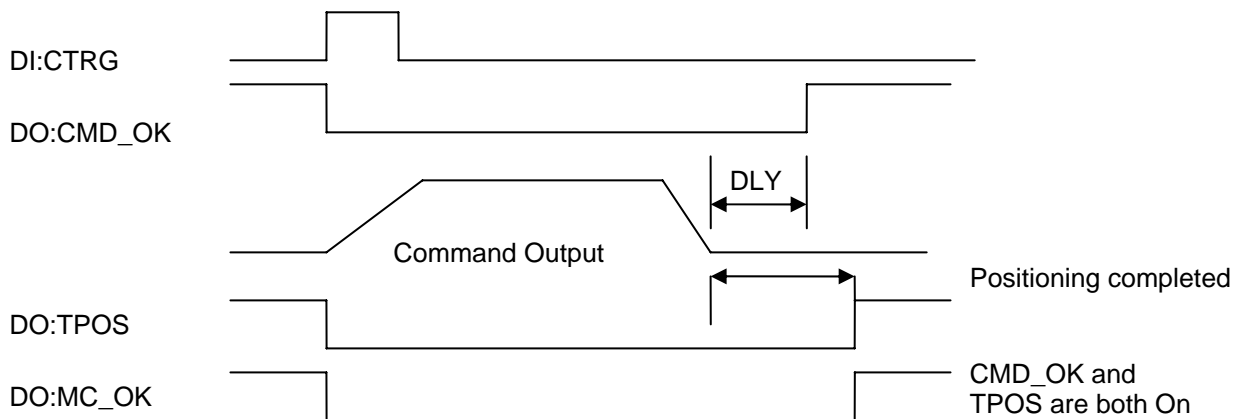 DI:CTRG
DO:CMD_OK
DLY
Command Output
Positioning completed
DO:TPOS
DO:MC_OK
CMD_OK and
TPOS are both On